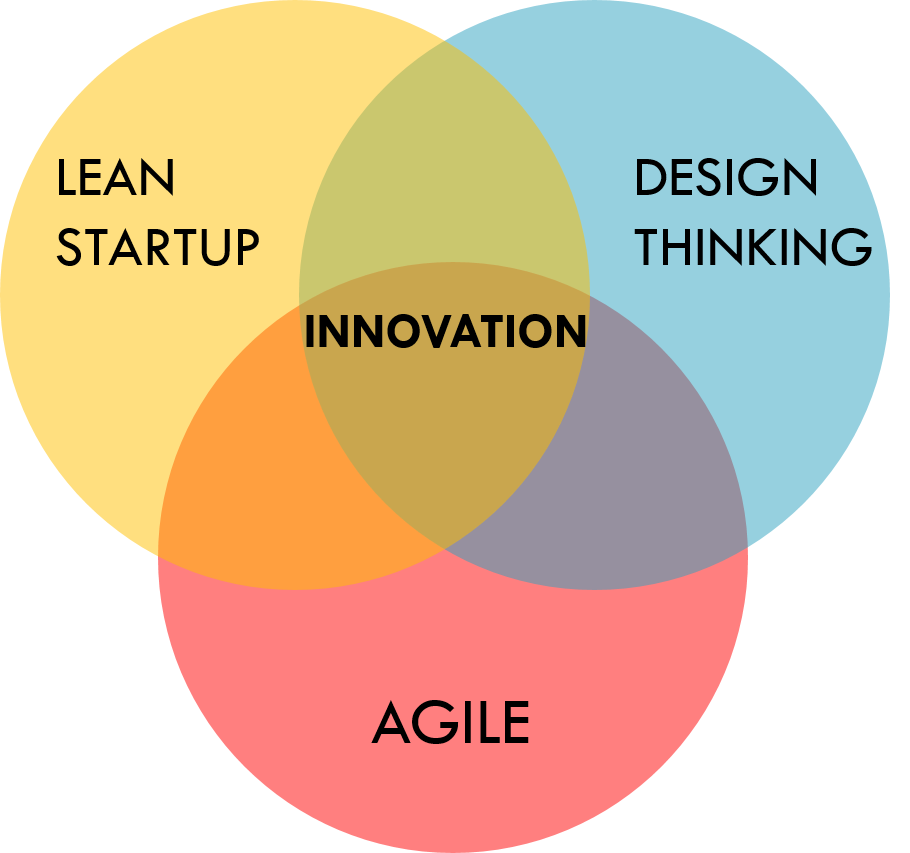 LEAN
STARTUP
DESIGN
THINKING
INNOVATION
AGILE